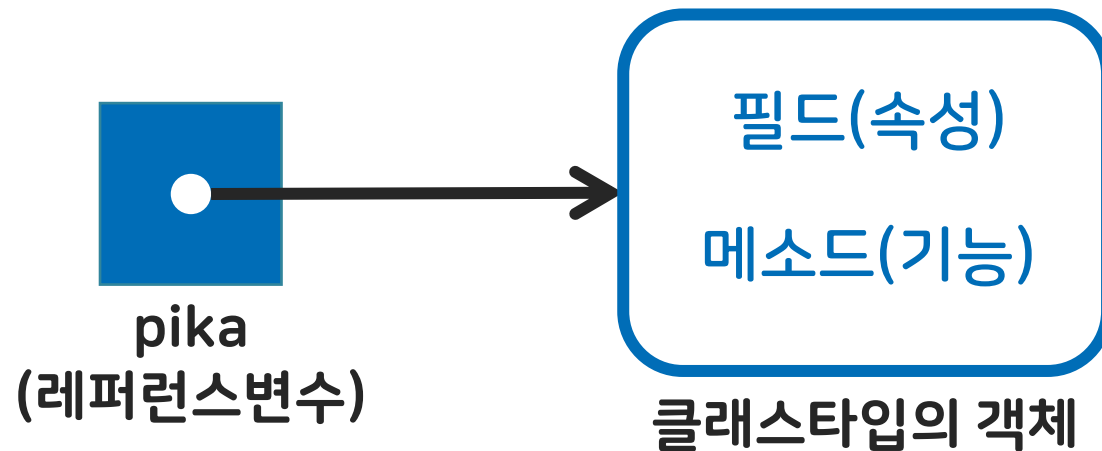 필드(속성)
메소드(기능)
pika
(레퍼런스변수)
클래스타입의 객체